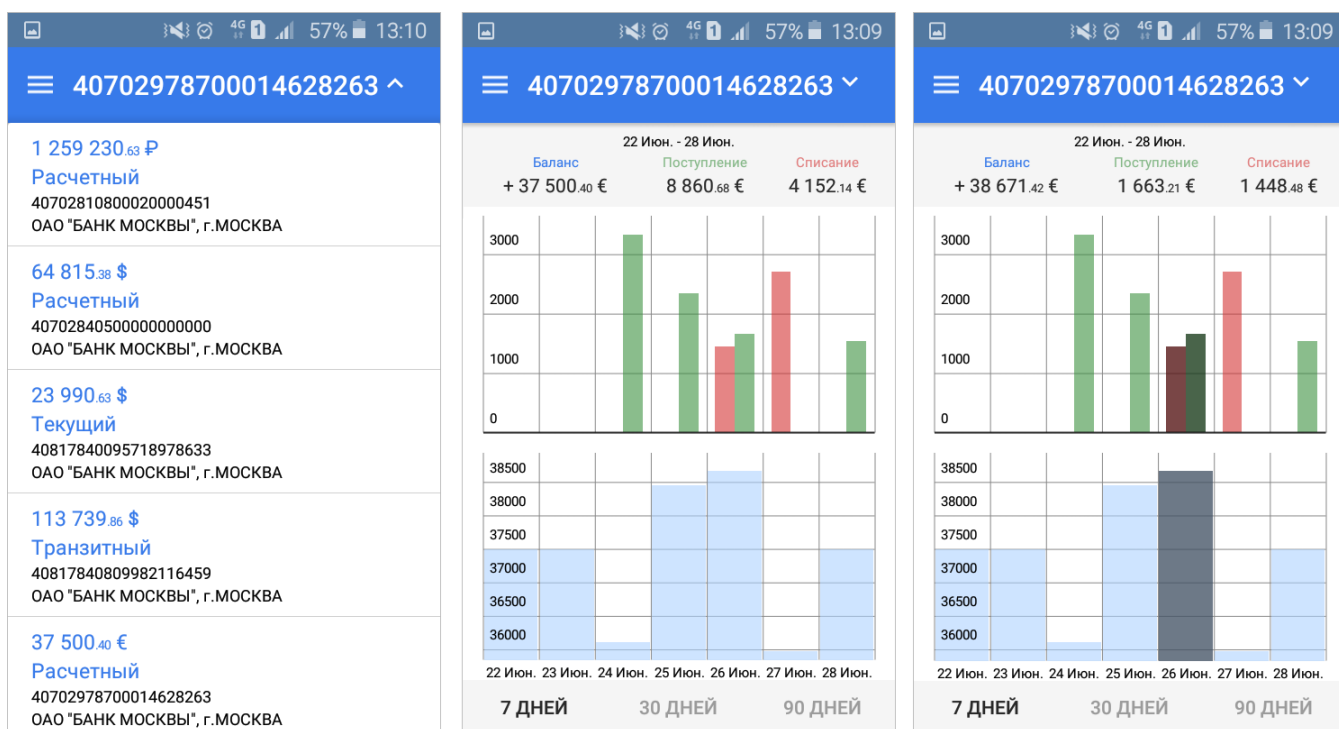 4G 1 57% 13:10
40702978700014628263
1 259 230.63 ₽
Расчетный
40702810800020000451
ОАО "БАНК МОСКВЫ", г.МОСКВА
64 815.38 $
Расчетный
40702840500000000000
ОАО "БАНК МОСКВЫ", г.МОСКВА
23 990.63 $
Текущий
40817840095718978633
ОАО "БАНК МОСКВЫ", г.МОСКВА
113 739.86 $
Транзитный
40817840809982116459
ОАО "БАНК МОСКВЫ", г.МОСКВА
37 500.40 €
Расчетный
40702978700014628263
ОАО "БАНК МОСКВЫ", г.МОСКВА
4G 1 57% 13:09
40702978700014628263
22 Июн. - 28 Июн.
Баланс Поступление Списание
+ 37 500.40 € 8 860.68 € 4 152.14 €
3000
2000
1000
0
38500
38000
37500
37000
36500
36000
22 Июн. 23 Июн. 24 Июн. 25 Июн. 26 Июн. 27 Июн. 28 Июн.
7 ДНЕЙ 30 ДНЕЙ 90 ДНЕЙ
4G 1 57% 13:09
40702978700014628263
22 Июн. - 28 Июн.
Баланс Поступление Списание
+ 38 671.42 € 1 663.21 € 1 448.48 €
3000
2000
1000
0
38500
38000
37500
37000
36500
36000
22 Июн. 23 Июн. 24 Июн. 25 Июн. 26 Июн. 27 Июн. 28 Июн.
7 ДНЕЙ 30 ДНЕЙ 90 ДНЕЙ